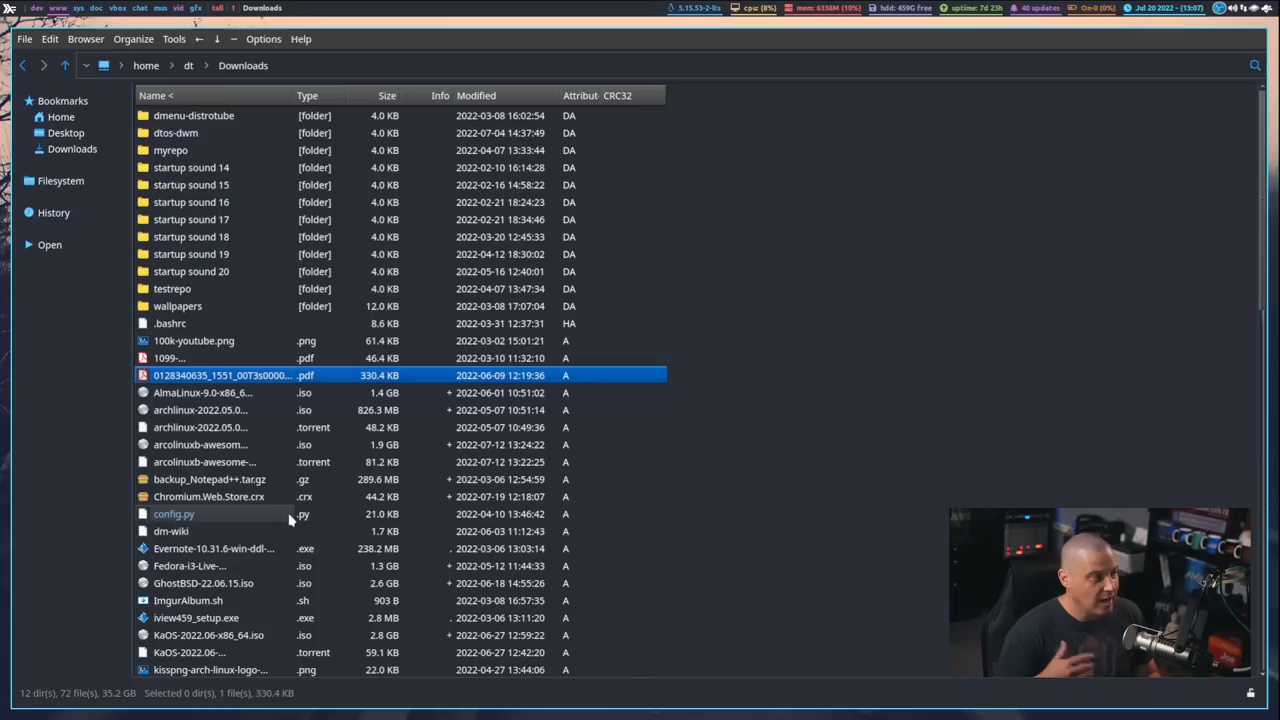 dev www sys doc vbox chat mus vid gfx tall 1 Downloads 5.15.53-2-lts cpu: (8%) mem: 6338M (10%) hdd: 459G free uptime: 7d 23h 40 updates On-0 (0%) Jul 20 2022 - (13:07)
File Edit Browser Organize Tools Options Help
home dt Downloads
Bookmarks
Home
Desktop
Downloads
Filesystem
History
Open
Name < Type Size Info Modified Attribut CRC32
dmenu-distrotube [folder] 4.0 KB 2022-03-08 16:02:54 DA
dtos-dwm [folder] 4.0 KB 2022-07-04 14:37:49 DA
myrepo [folder] 4.0 KB 2022-04-07 13:33:44 DA
startup sound 14 [folder] 4.0 KB 2022-02-10 16:14:28 DA
startup sound 15 [folder] 4.0 KB 2022-02-16 14:58:22 DA
startup sound 16 [folder] 4.0 KB 2022-02-21 18:24:23 DA
startup sound 17 [folder] 4.0 KB 2022-02-21 18:34:46 DA
startup sound 18 [folder] 4.0 KB 2022-03-20 12:45:33 DA
startup sound 19 [folder] 4.0 KB 2022-04-12 18:30:02 DA
startup sound 20 [folder] 4.0 KB 2022-05-16 12:40:01 DA
testrepo [folder] 4.0 KB 2022-04-07 13:47:34 DA
wallpapers [folder] 12.0 KB 2022-03-08 17:07:04 DA
.bashrc 8.6 KB 2022-03-31 12:37:31 HA
100k-youtube.png .png 61.4 KB 2022-03-02 15:01:21 A
1099-... .pdf 46.4 KB 2022-03-10 11:32:10 A
0128340635_1551_00T3s0000... .pdf 330.4 KB 2022-06-09 12:19:36 A
AlmaLinux-9.0-x86_6... .iso 1.4 GB + 2022-06-01 10:51:02 A
archlinux-2022.05.0... .iso 826.3 MB + 2022-05-07 10:51:14 A
archlinux-2022.05.0... .torrent 48.2 KB 2022-05-07 10:49:36 A
arcolinuxb-awesom... .iso 1.9 GB + 2022-07-12 13:24:22 A
arcolinuxb-awesome-... .torrent 81.2 KB 2022-07-12 13:22:25 A
backup_Notepad++.tar.gz .gz 289.6 MB + 2022-03-06 12:54:59 A
Chromium.Web.Store.crx .crx 44.2 KB + 2022-07-19 12:18:07 A
config.py .py 21.0 KB 2022-04-10 13:46:42 A
dm-wiki 1.7 KB 2022-06-03 11:12:43 A
Evernote-10.31.6-win-ddl-... .exe 238.2 MB . 2022-03-06 13:03:14 A
Fedora-i3-Live-... .iso 1.3 GB + 2022-05-12 11:44:33 A
GhostBSD-22.06.15.iso .iso 2.6 GB + 2022-06-18 14:55:26 A
ImgurAlbum.sh .sh 903 B 2022-03-08 16:57:35 A
iview459_setup.exe .exe 2.8 MB . 2022-03-06 13:11:20 A
KaOS-2022.06-x86_64.iso .iso 2.8 GB + 2022-06-27 12:59:22 A
KaOS-2022.06-... .torrent 59.1 KB 2022-06-27 12:42:20 A
kisspng-arch-linux-logo-... .png 22.0 KB 2022-04-27 13:44:06 A
12 dir(s), 72 file(s), 35.2 GB Selected 0 dir(s), 1 file(s), 330.4 KB